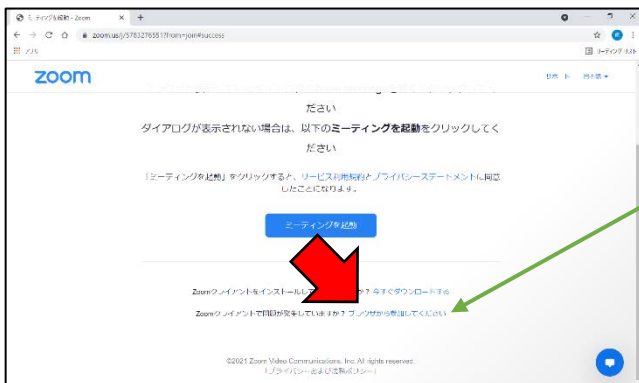 ミーティングを起動 - Zoom
zoom.us/j/5783276551?from=join#success
アプリ
リーディング リスト
zoom
サポート 日本語
ださい
ダイアログが表示されない場合は、以下のミーティングを起動をクリックしてく
ださい
「ミーティングを起動」をクリックすると、サービス利用規約とプライバシーステートメントに同意
したことになります。
ミーティングを起動
Zoomクライアントをインストールして か? 今すぐダウンロードする
Zoomクライアントで問題が発生していますか? ブラウザから参加してください
©2021 Zoom Video Communications, Inc. All rights reserved.
プライバシーおよび法務ポリシー